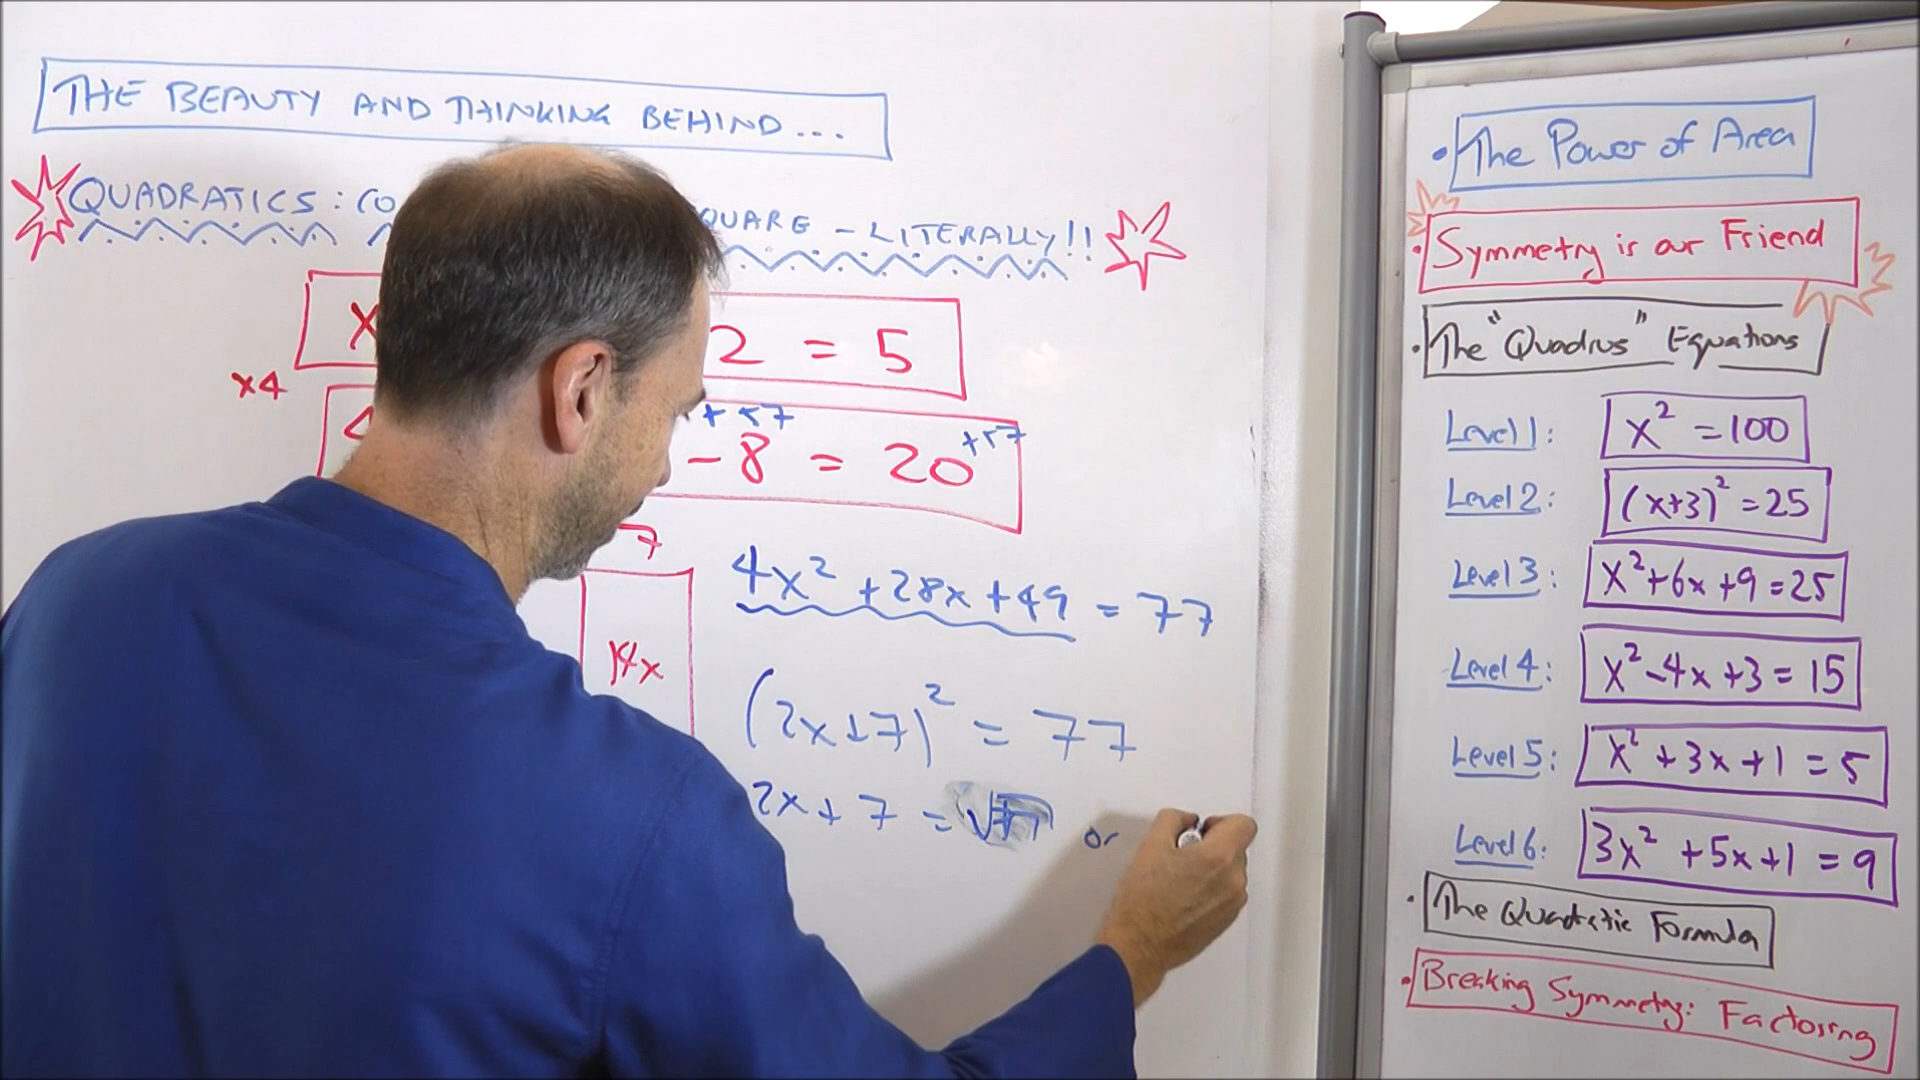 THE BEAUTY AND THINKING BEHIND...
QUADRATICS: CO QUARE - LITERALLY!!
x 2 = 5
x4
+57 +57
-8 = 20
7
4x² + 28x + 49 = 77
14x
(2x+7)² = 77
2x + 7 = √77 or
• The Power of Area
• Symmetry is our Friend
• The "Quadrus" Equations
Level 1: x² = 100
Level 2: (x+3)² = 25
Level 3: x² + 6x + 9 = 25
Level 4: x² - 4x + 3 = 15
Level 5: x² + 3x + 1 = 5
Level 6: 3x² + 5x + 1 = 9
• The Quadratic Formula
• Breaking Symmetry: Factoring